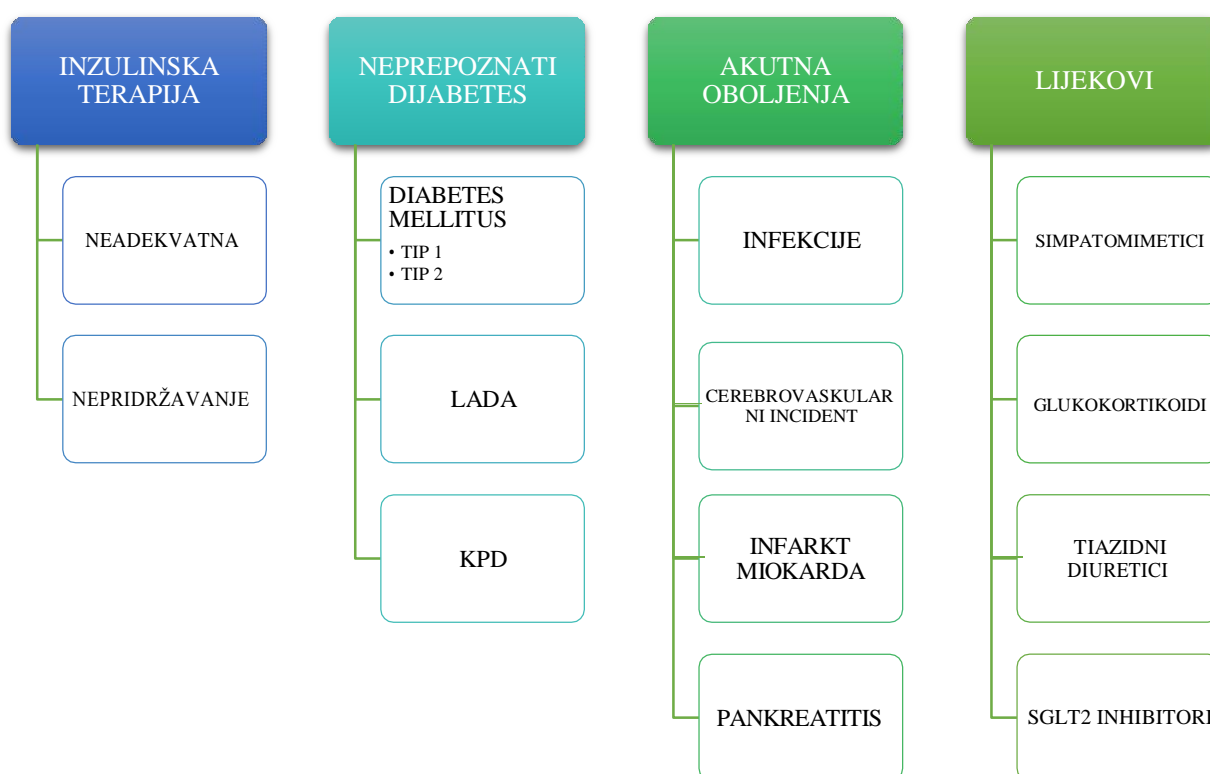 INZULINSKA
TERAPIJA
NEADEKVATNA
NEPRIDRŽAVANJE
NEPREPOZNATI
DIJABETES
DIABETES
MELLITUS
• TIP 1
• TIP 2
LADA
KPD
AKUTNA
OBOLJENJA
INFEKCIJE
CEREBROVASKULAR
NI INCIDENT
INFARKT
MIOKARDA
PANKREATITIS
LIJEKOVI
SIMPATOMIMETICI
GLUKOKORTIKOIDI
TIAZIDNI
DIURETICI
SGLT2 INHIBITORI